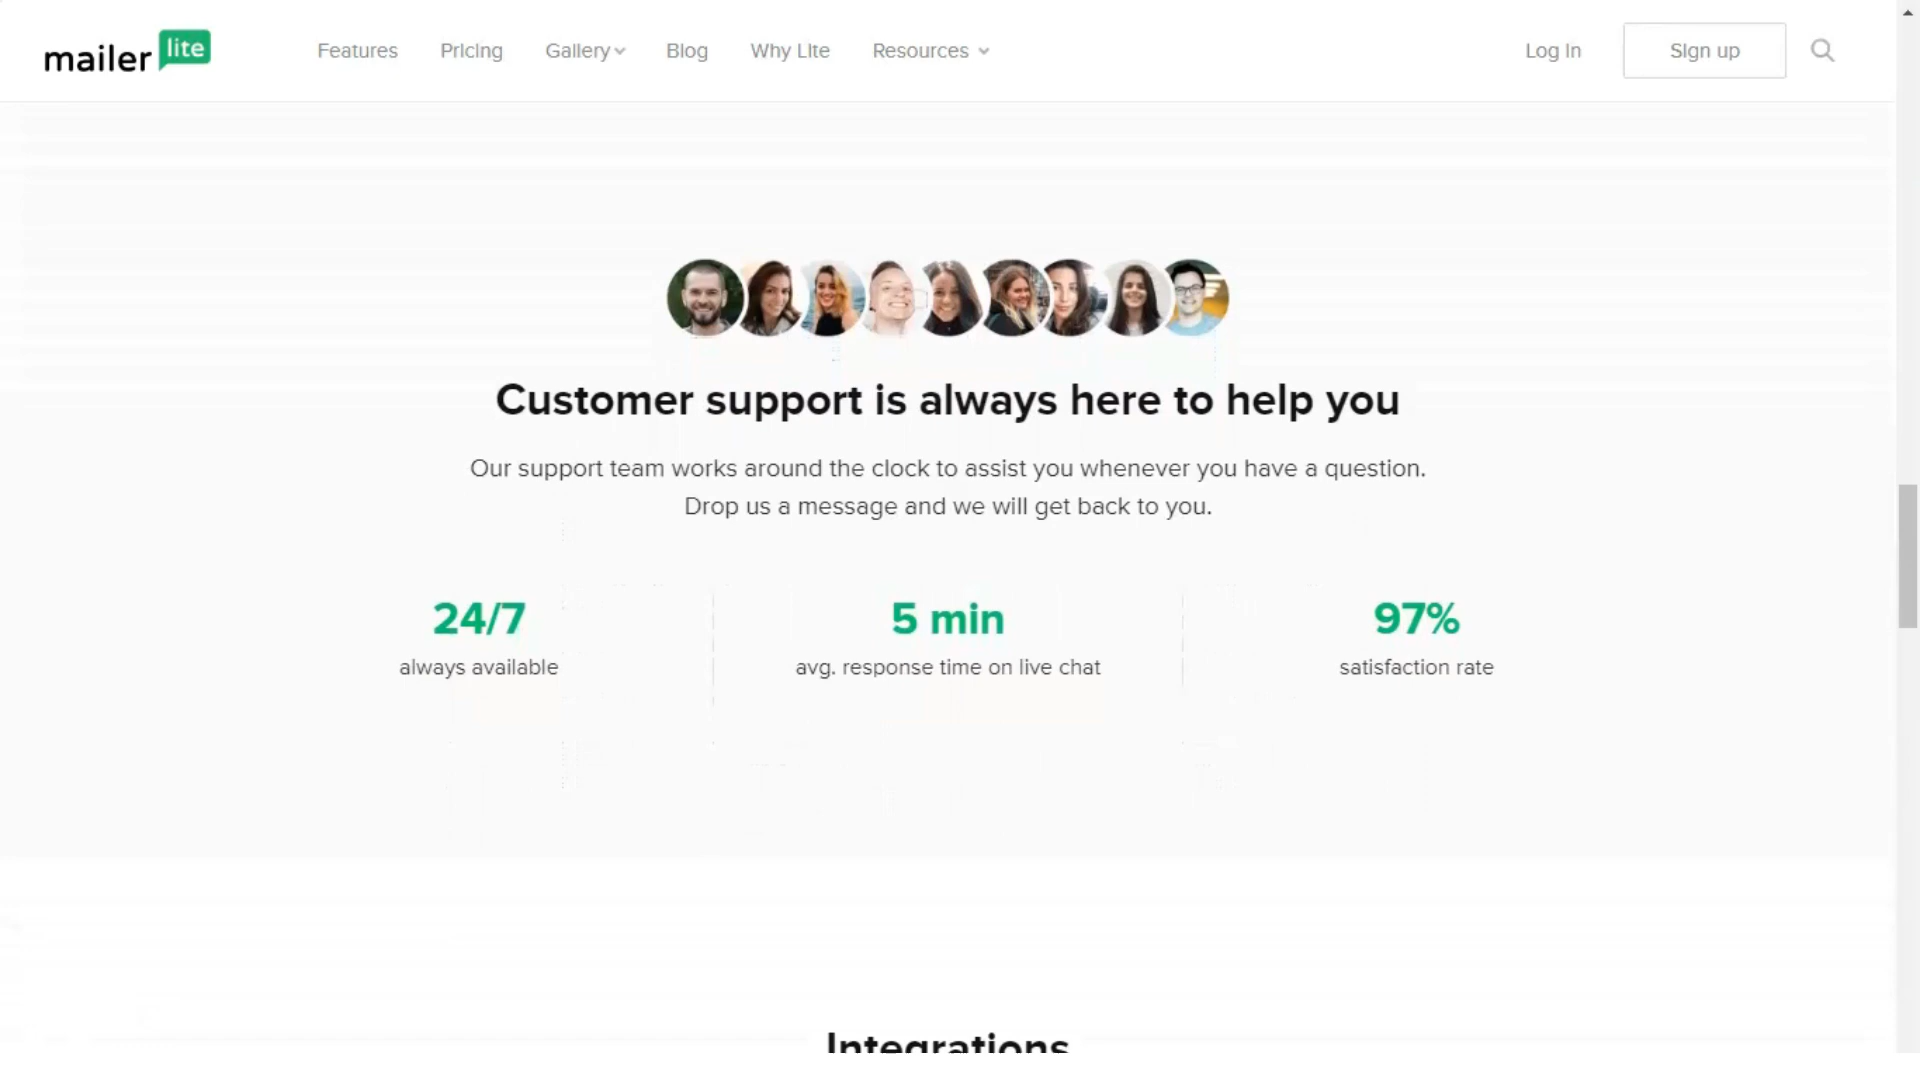 mailer lite
Features Pricing Gallery Blog Why Lite Resources Log in Sign up
Customer support is always here to help you
Our support team works around the clock to assist you whenever you have a question.
Drop us a message and we will get back to you.
24/7 5 min 97%
always available avg. response time on live chat satisfaction rate
Integrations